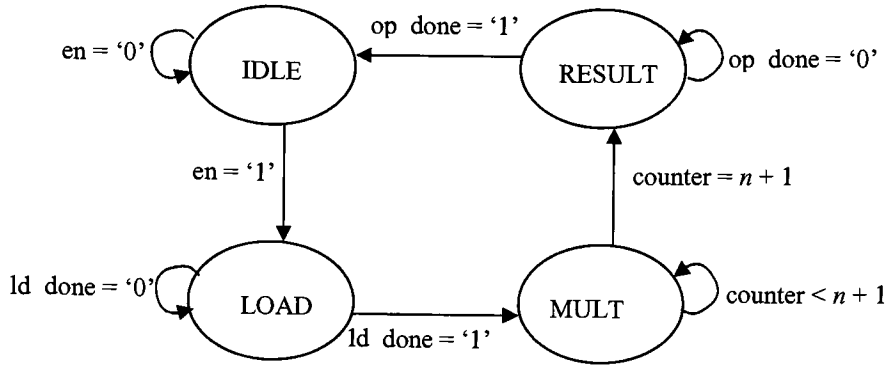 op done = ‘1’
en = ‘0’
IDLE
RESULT
op done = ‘0’
en = ‘1’
counter = n + 1
ld done = ‘0’
LOAD
MULT
counter < n + 1
ld done = ‘1’